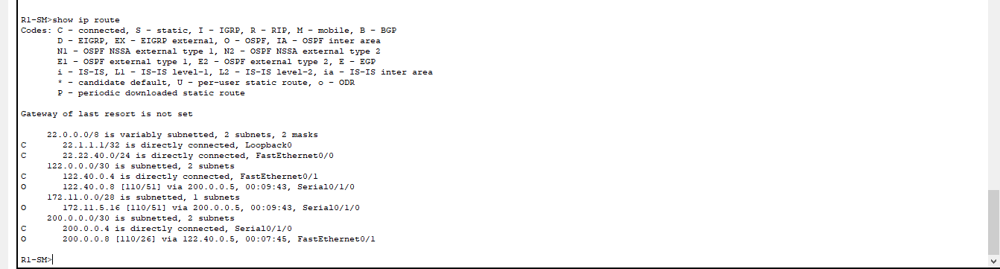 R1-SM>show ip route
Codes: C - connected, S - static, I - IGRP, R - RIP, M - mobile, B - BGP
       D - EIGRP, EX - EIGRP external, O - OSPF, IA - OSPF inter area
       N1 - OSPF NSSA external type 1, N2 - OSPF NSSA external type 2
       E1 - OSPF external type 1, E2 - OSPF external type 2, E - EGP
       i - IS-IS, L1 - IS-IS level-1, L2 - IS-IS level-2, ia - IS-IS inter area
       * - candidate default, U - per-user static route, o - ODR
       P - periodic downloaded static route

Gateway of last resort is not set

     22.0.0.0/8 is variably subnetted, 2 subnets, 2 masks
C       22.1.1.1/32 is directly connected, Loopback0
C       22.22.40.0/24 is directly connected, FastEthernet0/0
     122.0.0.0/30 is subnetted, 2 subnets
C       122.40.0.4 is directly connected, FastEthernet0/1
O       122.40.0.8 [110/51] via 200.0.0.5, 00:09:43, Serial0/1/0
     172.11.0.0/28 is subnetted, 1 subnets
O       172.11.5.16 [110/51] via 200.0.0.5, 00:09:43, Serial0/1/0
     200.0.0.0/30 is subnetted, 2 subnets
C       200.0.0.4 is directly connected, Serial0/1/0
O       200.0.0.8 [110/26] via 122.40.0.5, 00:07:45, FastEthernet0/1

R1-SM>